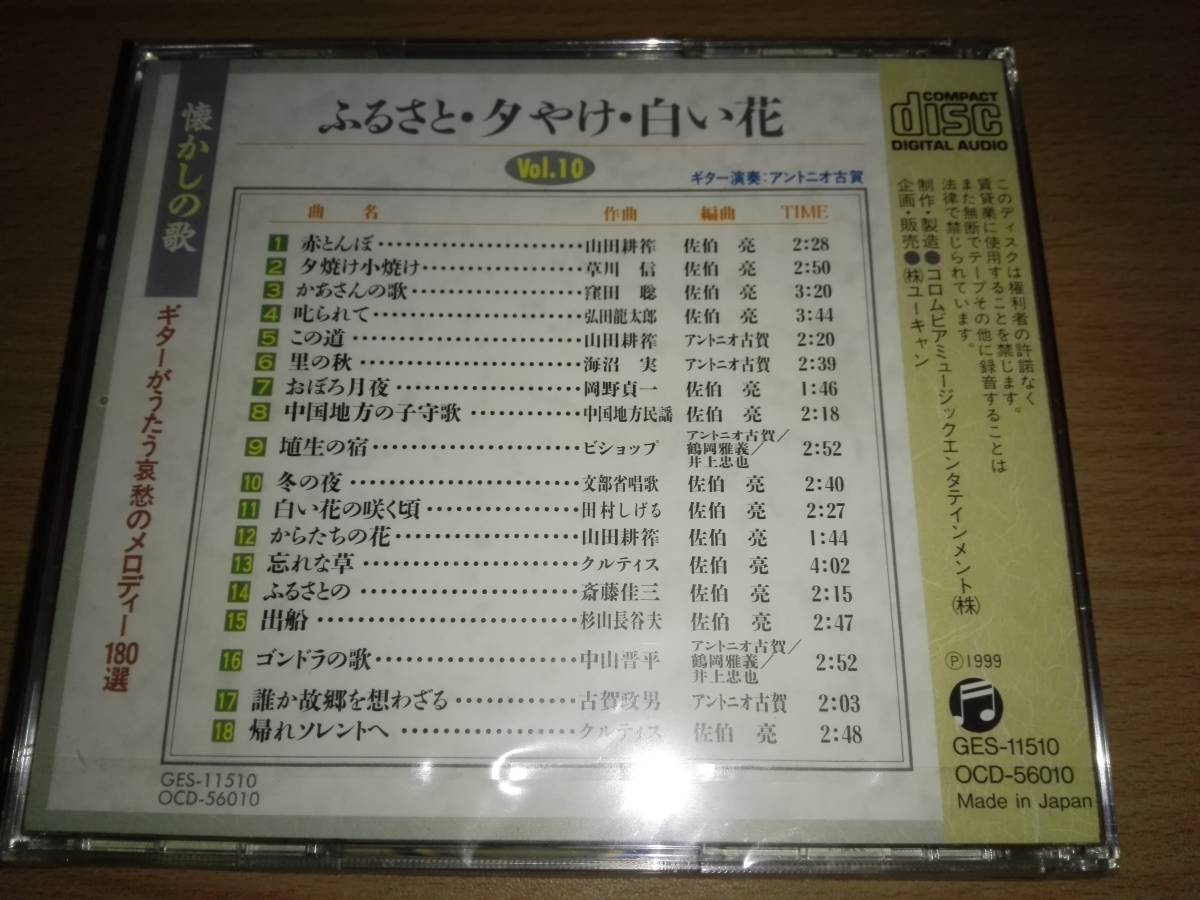 懐かしの歌
ギターがうたう哀愁のメロディー180選
ふるさと・夕やけ・白い花
Vol.10
ギター演奏：アントニオ古賀
曲 名 作曲 編曲 TIME
1 赤とんぼ 山田耕筰 佐伯 亮 2:28
2 夕焼け小焼け 草川 信 佐伯 亮 2:50
3 かあさんの歌 窪田 聡 佐伯 亮 3:20
4 叱られて 弘田龍太郎 佐伯 亮 3:44
5 この道 山田耕筰 アントニオ古賀 2:20
6 里の秋 海沼 実 アントニオ古賀 2:39
7 おぼろ月夜 岡野貞一 佐伯 亮 1:46
8 中国地方の子守歌 中国地方民謡 佐伯 亮 2:18
9 埴生の宿 ビショップ アントニオ古賀／鶴岡雅義／井上忠也 2:52
10 冬の夜 文部省唱歌 佐伯 亮 2:40
11 白い花の咲く頃 田村しげる 佐伯 亮 2:27
12 からたちの花 山田耕筰 佐伯 亮 1:44
13 忘れな草 クルティス 佐伯 亮 4:02
14 ふるさとの 斎藤佳三 佐伯 亮 2:15
15 出船 杉山長谷夫 佐伯 亮 2:47
16 ゴンドラの歌 中山晋平 アントニオ古賀／鶴岡雅義／井上忠也 2:52
17 誰か故郷を想わざる 古賀政男 アントニオ古賀 2:03
18 帰れソレントへ クルティス 佐伯 亮 2:48
GES-11510
OCD-56010
COMPACT
disc
DIGITAL AUDIO
このディスクは権利者の許諾なく
賃貸業に使用することを禁じます。
また無断でテープその他に録音することは
法律で禁じられています。
制作・製造●コロムビアミュージックエンタテインメント㈱
企画・販売●㈱ユーキャン
Ⓟ1999
GES-11510
OCD-56010
Made in Japan